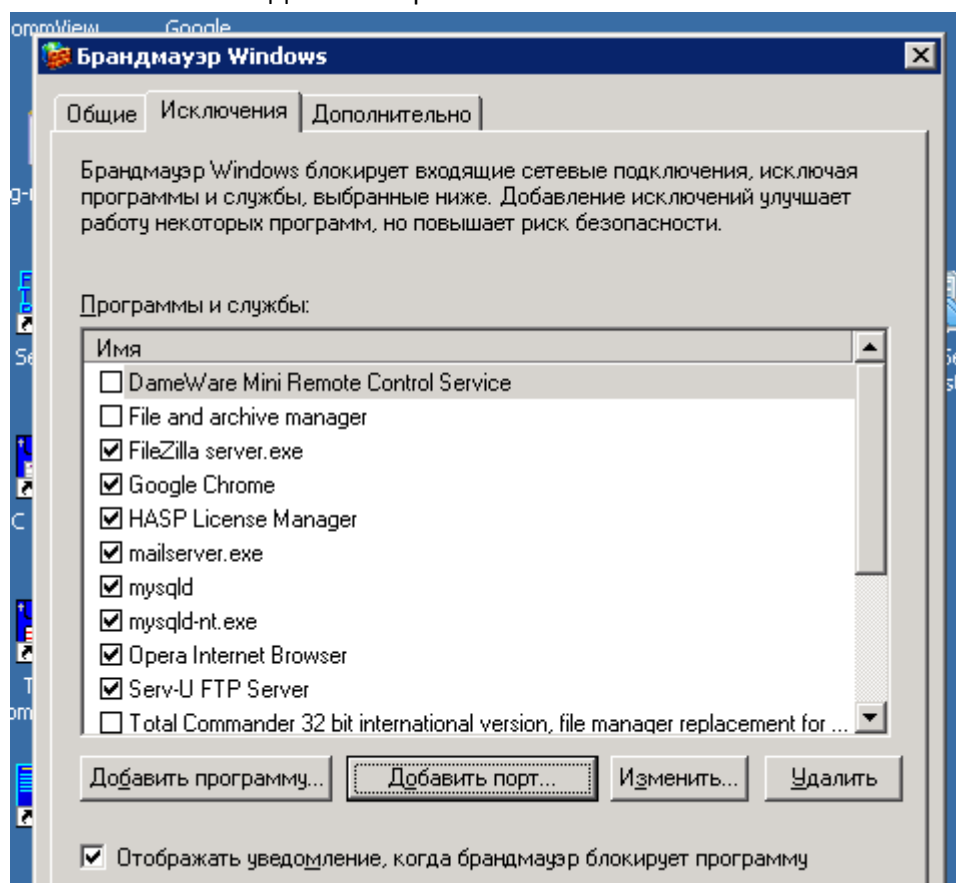 Google
Брандмауэр Windows
Общие Исключения Дополнительно
Брандмауэр Windows блокирует входящие сетевые подключения, исключая
программы и службы, выбранные ниже. Добавление исключений улучшает
работу некоторых программ, но повышает риск безопасности.
Программы и службы:
Имя
DameWare Mini Remote Control Service
File and archive manager
FileZilla server.exe
Google Chrome
HASP License Manager
mailserver.exe
mysqld
mysqld-nt.exe
Opera Internet Browser
Serv-U FTP Server
Total Commander 32 bit international version, file manager replacement for ...
Добавить программу... Добавить порт... Изменить... Удалить
Отображать уведомление, когда брандмауэр блокирует программу